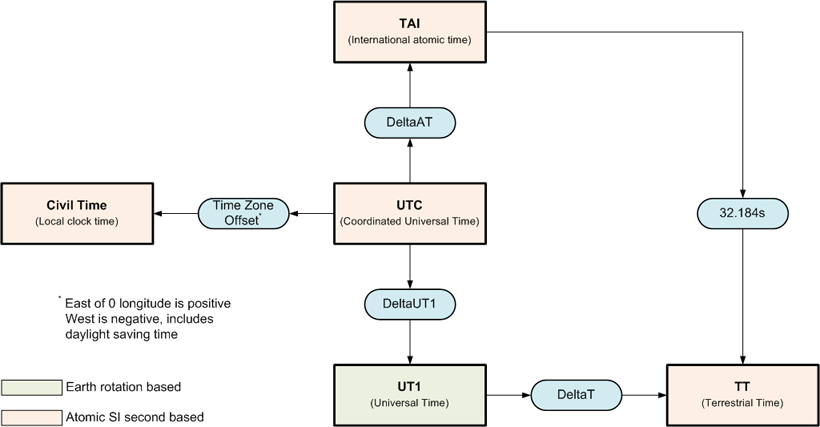 TAI
(International atomic time)
DeltaAT
Civil Time
(Local clock time)
Time Zone
Offset*
UTC
(Coordinated Universal Time)
32.184s
* East of 0 longitude is positive
West is negative, includes
daylight saving time
DeltaUT1
UT1
(Universal Time)
DeltaT
TT
(Terrestrial Time)
Earth rotation based
Atomic SI second based